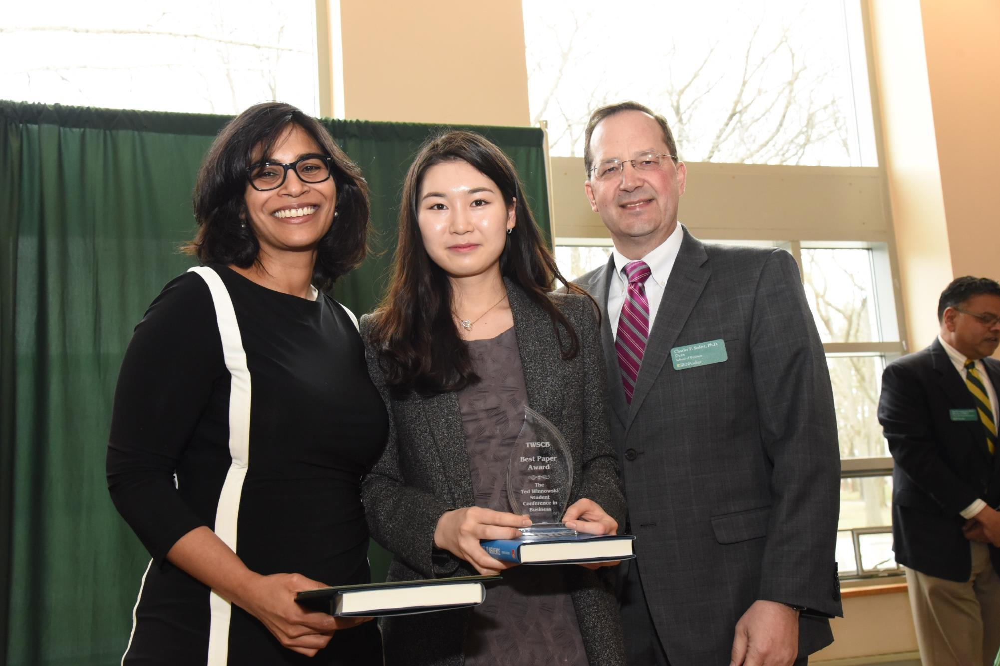 Charles F. Seifert, Ph.D.
Dean
School of Business
SIENAcollege
TWSCB
Best Paper
Award
The
Ted Winnowski
Student
Conference in
Business
TO INFLUENCE